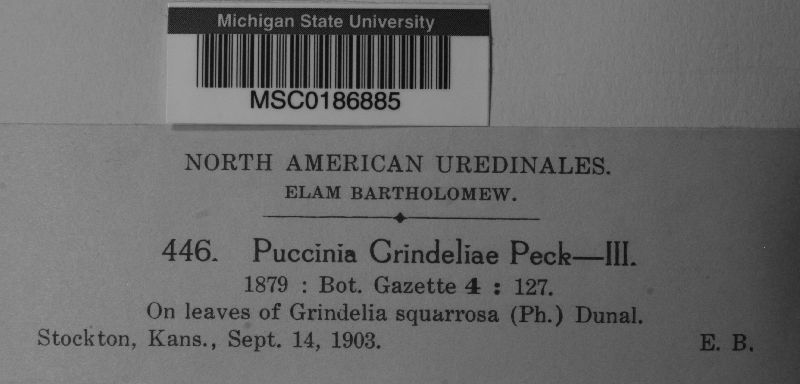 Michigan State University
MSC0186885
NORTH AMERICAN UREDINALES.
ELAM BARTHOLOMEW.
446. Puccinia Grindeliae Peck—III.
1879 : Bot. Gazette 4 : 127.
On leaves of Grindelia squarrosa (Ph.) Dunal.
Stockton, Kans., Sept. 14, 1903. E. B.